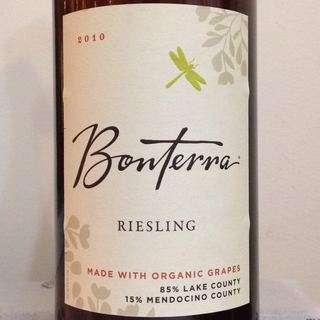 2010
Bonterra
RIESLING
MADE WITH ORGANIC GRAPES
85% LAKE COUNTY
15% MENDOCINO COUNTY